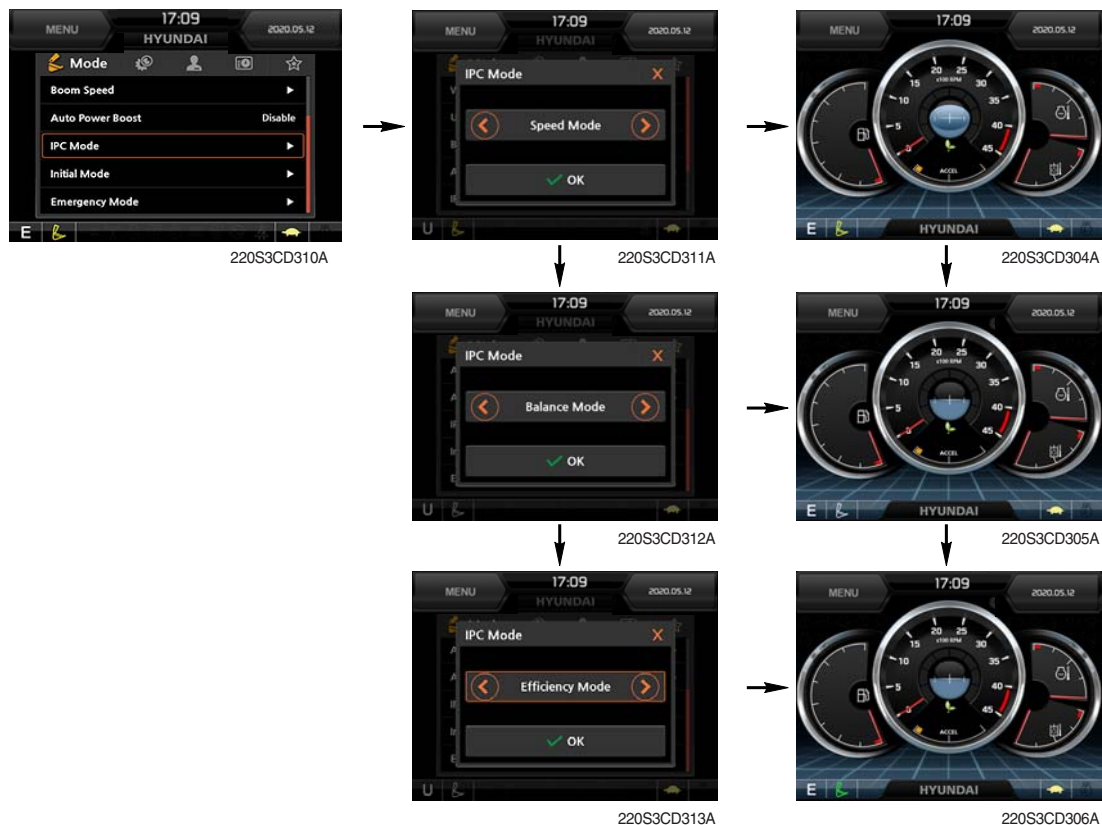 17:09
MENU
HYUNDAI
2020.05.12
Mode
Boom Speed
Auto Power Boost Disable
IPC Mode
Initial Mode
Emergency Mode
E
220S3CD310A
17:09
MENU
HYUNDAI
2020.05.12
IPC Mode X
Speed Mode
OK
U
220S3CD311A
17:09
MENU
2020.05.12
20 25
x100 RPM
15 30
10 35
5 40
0 45
ACCEL
E HYUNDAI
220S3CD304A
17:09
MENU
HYUNDAI
2020.05.12
IPC Mode X
Balance Mode
OK
U
220S3CD312A
17:09
MENU
2020.05.12
20 25
x100 RPM
15 30
10 35
5 40
0 45
ACCEL
E HYUNDAI
220S3CD305A
17:09
MENU
HYUNDAI
2020.05.12
IPC Mode X
Efficiency Mode
OK
U
220S3CD313A
17:09
MENU
2020.05.12
20 25
x100 RPM
15 30
10 35
5 40
0 45
ACCEL
E HYUNDAI
220S3CD306A